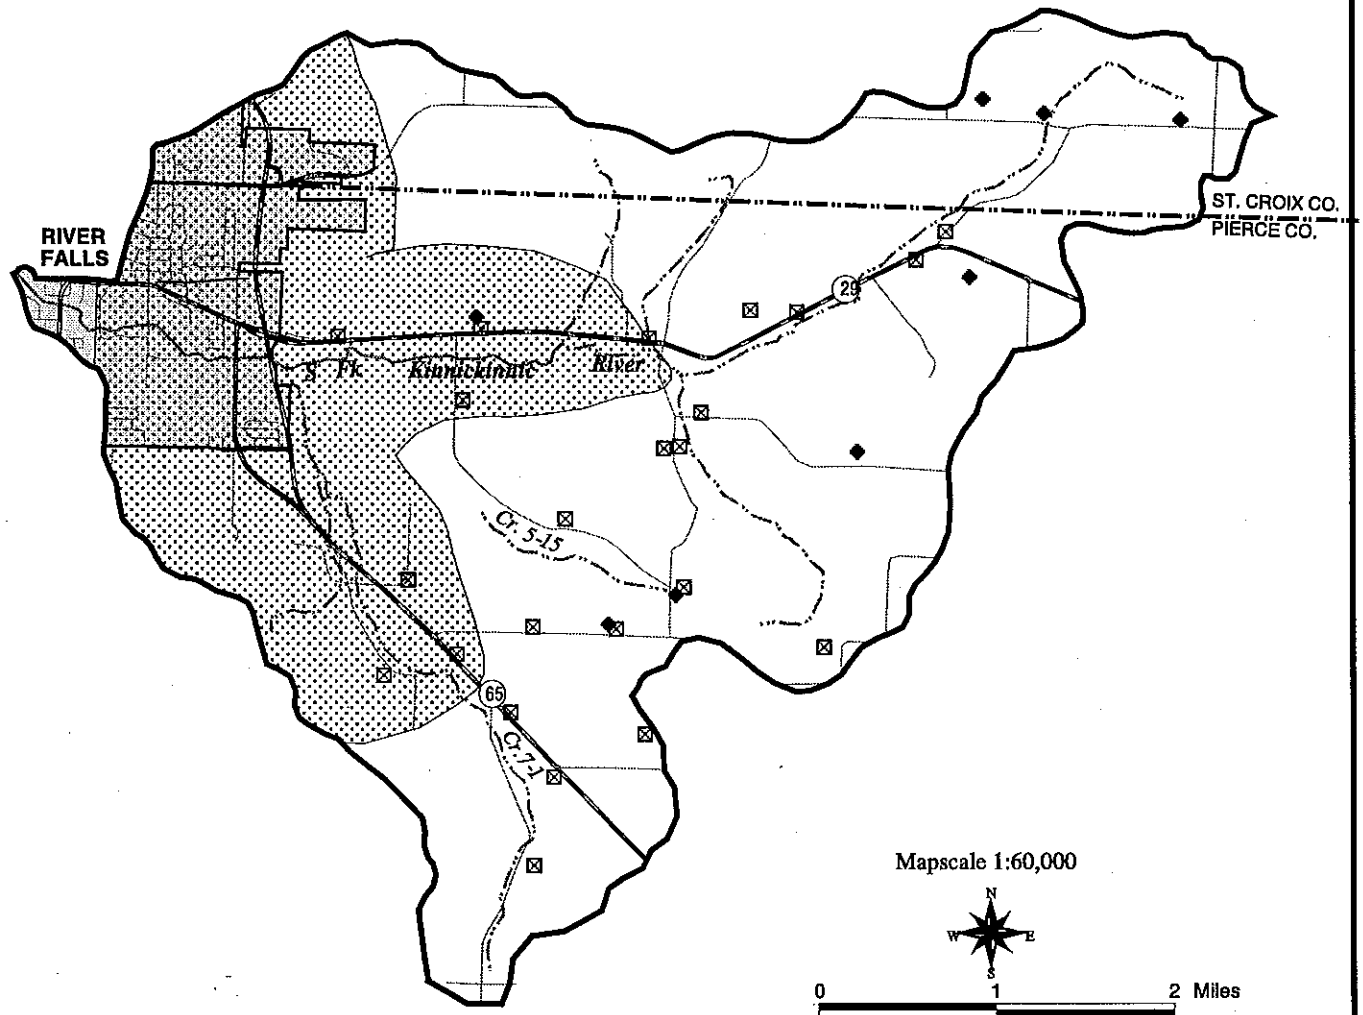 ST. CROIX CO.
PIERCE CO.
RIVER
FALLS
29
S Fk Kinnickinnic River
Cr. 5-15
65
Cr. 7-1
Mapscale 1:60,000
N
W E
S
0 1 2 Miles